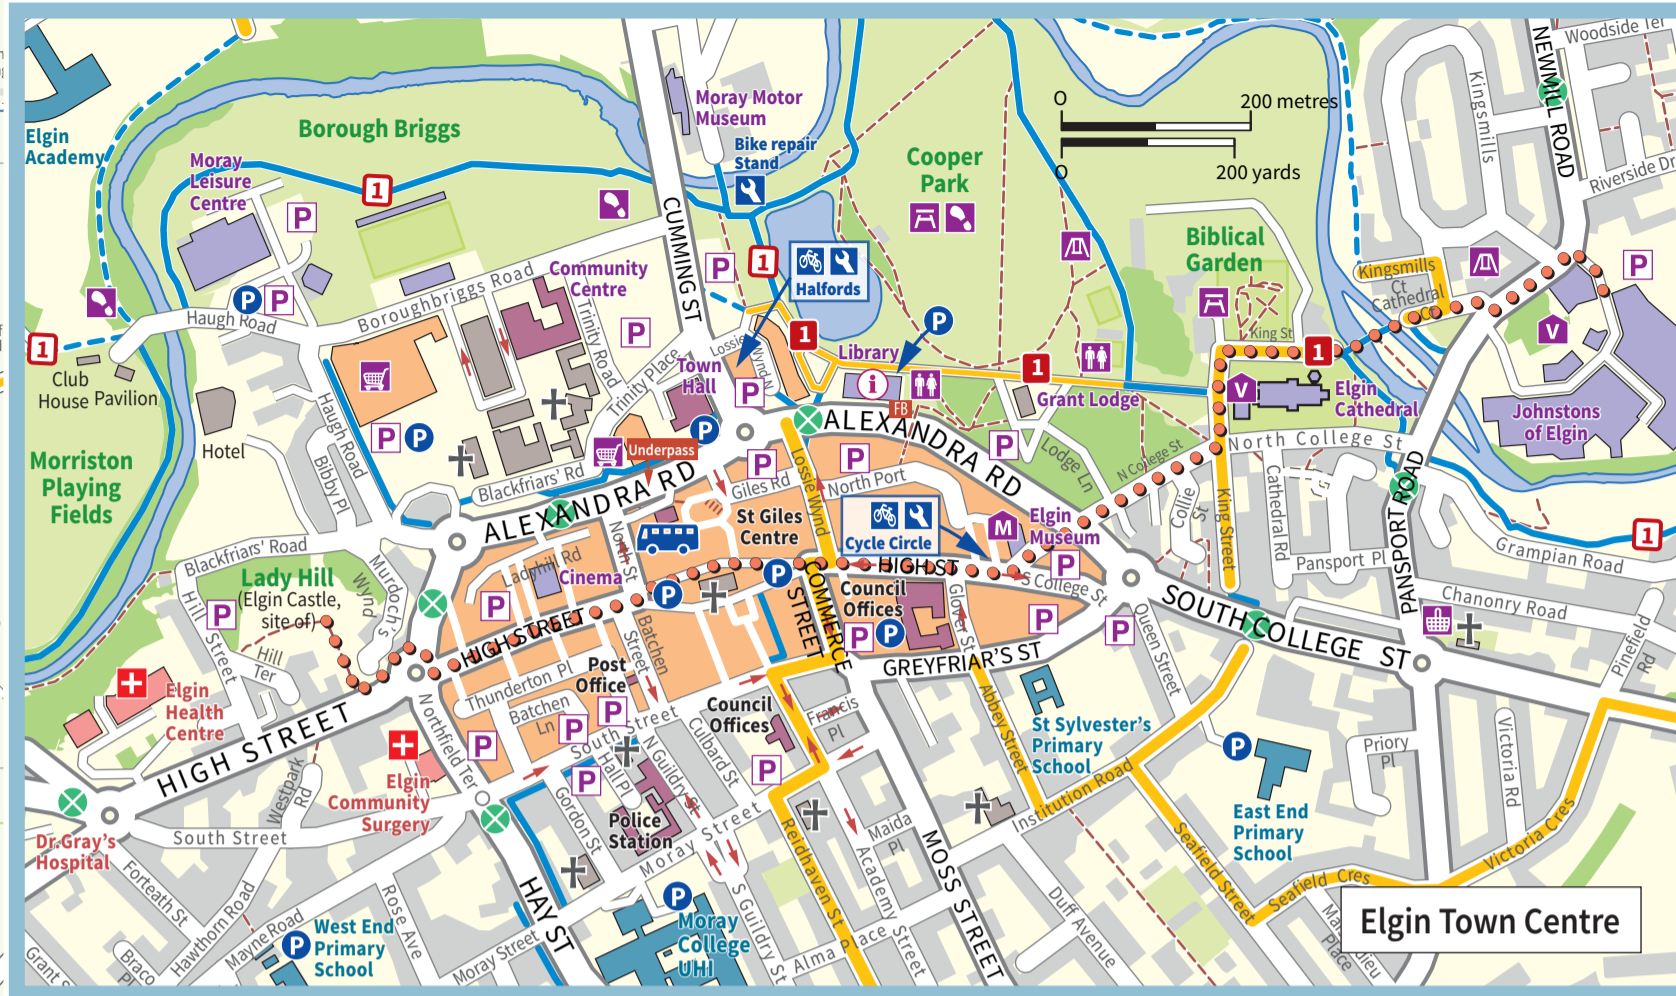 NEWMILL ROAD
Woodside Ter
Kingsmills
Riverside Dr
Elgin
Academy
Borough Briggs
Moray
Leisure
Centre
1
P
Moray Motor
Museum
Bike repair
Stand
O
200 metres
O
200 yards
Cooper
Park
CUMMING ST
Community
Centre
Boroughbriggs Road
Haugh Road
P
P
1
Club
House
Pavilion
Hotel
Haugh Road
Bibby Pl
P
P
Trinity Road
Trinity Place
P
P
1
Halfords
Lossie Wynd N
1
Town
Hall
P
P
Library
i
P
1
Grant Lodge
FB
Biblical
Garden
King St
1
V
Elgin
Cathedral
Kingsmills
Ct
Cathedral
P
V
Johnstons
of Elgin
Morriston
Playing
Fields
Underpass
Blackfriars' Rd
ALEXANDRA RD
ALEXANDRA RD
P
P
P
Giles Rd
North Port
Lossie Wynd
Lodge Ln
N College St
North College St
Collie St
King Street
Cathedral Rd
Pansport Pl
PANSPORT ROAD
1
Grampian Road
Chanonry Road
Pinefield Rd
St Giles
Centre
Cycle Circle
M
Elgin
Museum
P
Blackfriars' Road
Lady Hill
(Elgin Castle,
site of)
P
Hill Street
Hill
Ter
Murdoch's
Wynd
Ladyhill Rd
Cinema
North St
P
P
P
HIGH STREET
HIGH ST
COMMERCE
STREET
Council
Offices
P
P
Glover St
S College St
P
P
GREYFRIAR'S ST
SOUTH COLLEGE ST
Queen Street
Elgin
Health
Centre
HIGH STREET
Northfield Ter
Thunderton Pl
Batchen
Street
Batchen
Ln
Post
Office
P
P
P
P
South Street
Hall Pl
N Guildry St
Culbard St
Council
Offices
P
Francis
Pl
Abbey Street
St Sylvester's
Primary
School
Institution Road
P
East End
Primary
School
Priory
Pl
Victoria Rd
Victoria Cres
Seafield Street
Seafield Cres
Elgin
Community
Surgery
Westpark
Rd
South Street
Dr.Gray's
Hospital
Forteath St
Hawthorn Road
Braco
Pl
Grant St
Mayne Road
Rose Ave
P
West End
Primary
School
Moray Street
HAY ST
Gordon St
Police
Station
Moray Street
P
Moray
College
UHI
S Guildry St
Reidhaven St
Maida
Pl
Academy Street
Alma Place
MOSS STREET
Duff Avenue
Place
Elgin Town Centre